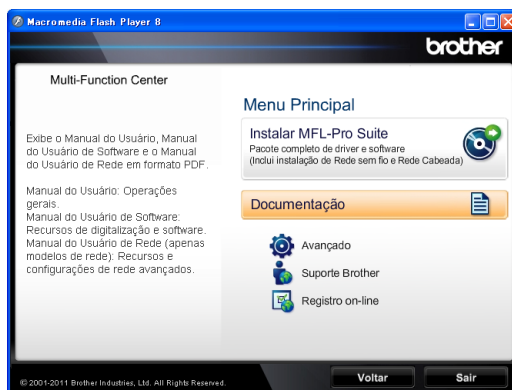 Macromedia Flash Player 8
brother
Multi-Function Center
Exibe o Manual do Usuário, Manual
do Usuário de Software e o Manual
do Usuário de Rede em formato PDF.
Manual do Usuário: Operações
gerais.
Manual do Usuário de Software:
Recursos de digitalização e software.
Manual do Usuário de Rede (apenas
modelos de rede): Recursos e
configurações de rede avançados.
Menu Principal
Instalar MFL-Pro Suite
Pacote completo de driver e software
(Inclui instalação de Rede sem fio e Rede Cabeada)
Documentação
Avançado
Suporte Brother
Registro on-line
© 2001-2011 Brother Industries, Ltd. All Rights Reserved.
Voltar
Sair